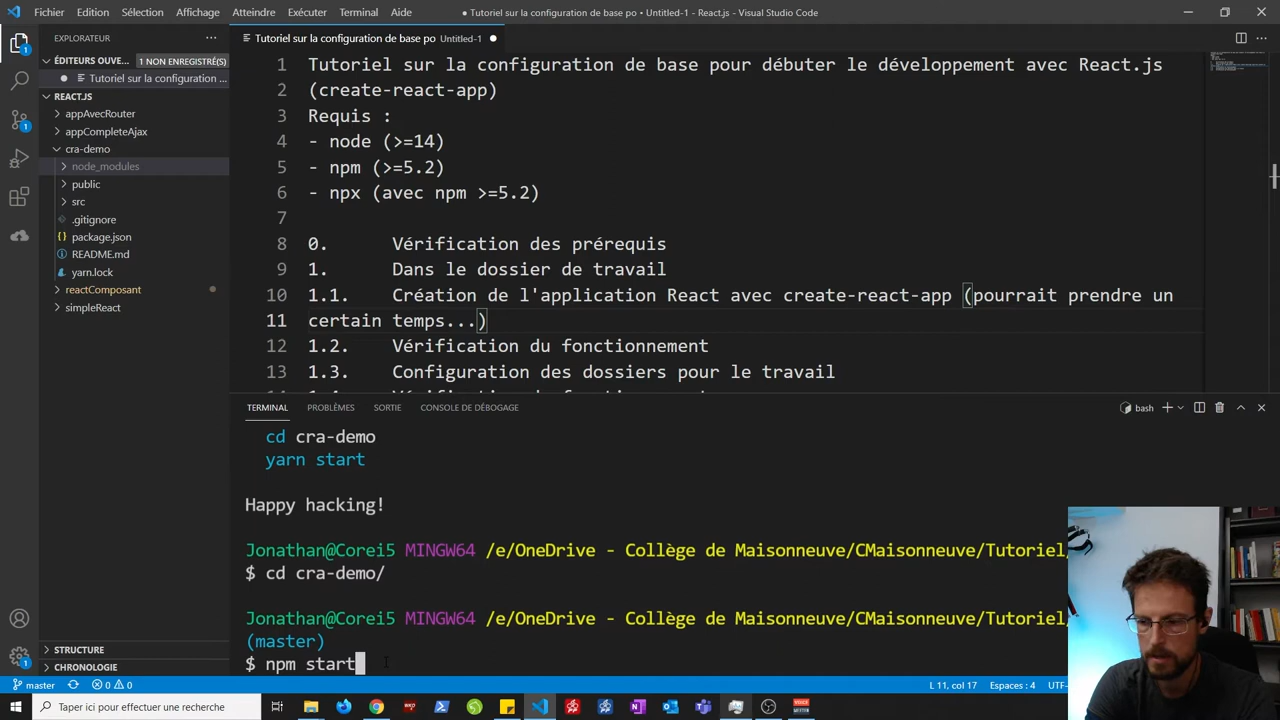 Fichier Edition Sélection Affichage Atteindre Exécuter Terminal Aide
● Tutoriel sur la configuration de base po • Untitled-1 - React.js - Visual Studio Code
EXPLORATEUR
ÉDITEURS OUVE... 1 NON ENREGISTRÉ(S)
Tutoriel sur la configuration ...
REACT.JS
appAvecRouter
appCompleteAjax
cra-demo
node_modules
public
src
.gitignore
package.json
README.md
yarn.lock
reactComposant
simpleReact
STRUCTURE
CHRONOLOGIE
Tutoriel sur la configuration de base po Untitled-1
1 Tutoriel sur la configuration de base pour débuter le développement avec React.js
2 (create-react-app)
3 Requis :
4 - node (>=14)
5 - npm (>=5.2)
6 - npx (avec npm >=5.2)
7
8 0. Vérification des prérequis
9 1. Dans le dossier de travail
10 1.1. Création de l'application React avec create-react-app (pourrait prendre un
11 certain temps...)
12 1.2. Vérification du fonctionnement
13 1.3. Configuration des dossiers pour le travail
TERMINAL PROBLÈMES SORTIE CONSOLE DE DÉBOGAGE
bash
cd cra-demo
yarn start
Happy hacking!
Jonathan@Corei5 MINGW64 /e/OneDrive - Collège de Maisonneuve/CMaisonneuve/Tutoriel/
$ cd cra-demo/
Jonathan@Corei5 MINGW64 /e/OneDrive - Collège de Maisonneuve/CMaisonneuve/Tutoriel/
(master)
$ npm start
master 0 0
L 11, col 17 Espaces : 4 UTF-
Taper ici pour effectuer une recherche